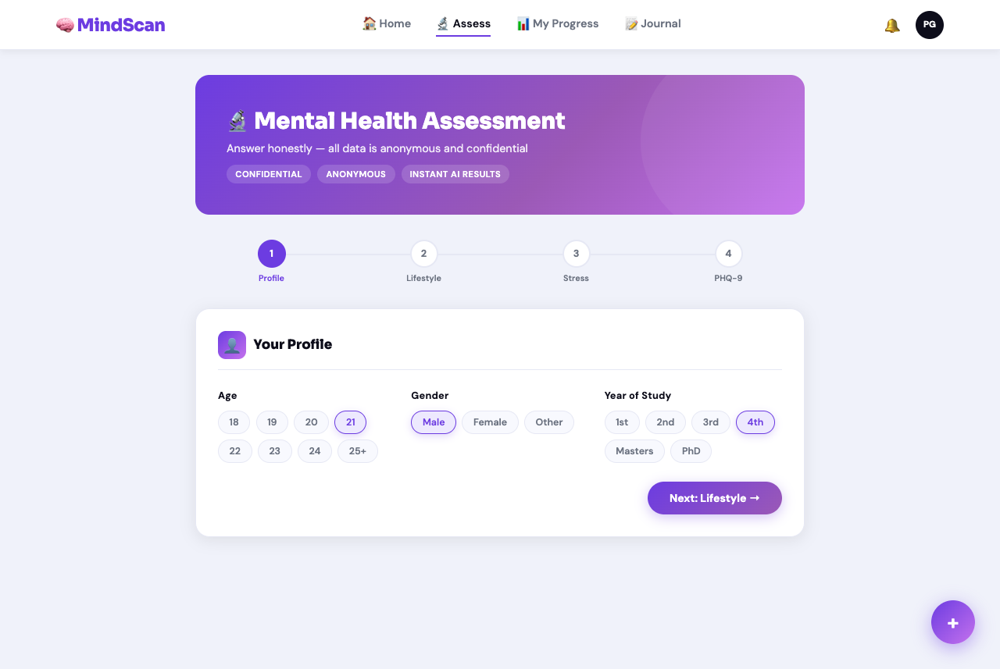 MindScan
Home
Assess
My Progress
Journal
PG
Mental Health Assessment
Answer honestly — all data is anonymous and confidential
CONFIDENTIAL
ANONYMOUS
INSTANT AI RESULTS
1
2
3
4
Profile
Lifestyle
Stress
PHQ-9
Your Profile
Age
18 19 20 21
22 23 24 25+
Gender
Male Female Other
Year of Study
1st 2nd 3rd 4th
Masters PhD
Next: Lifestyle →
+